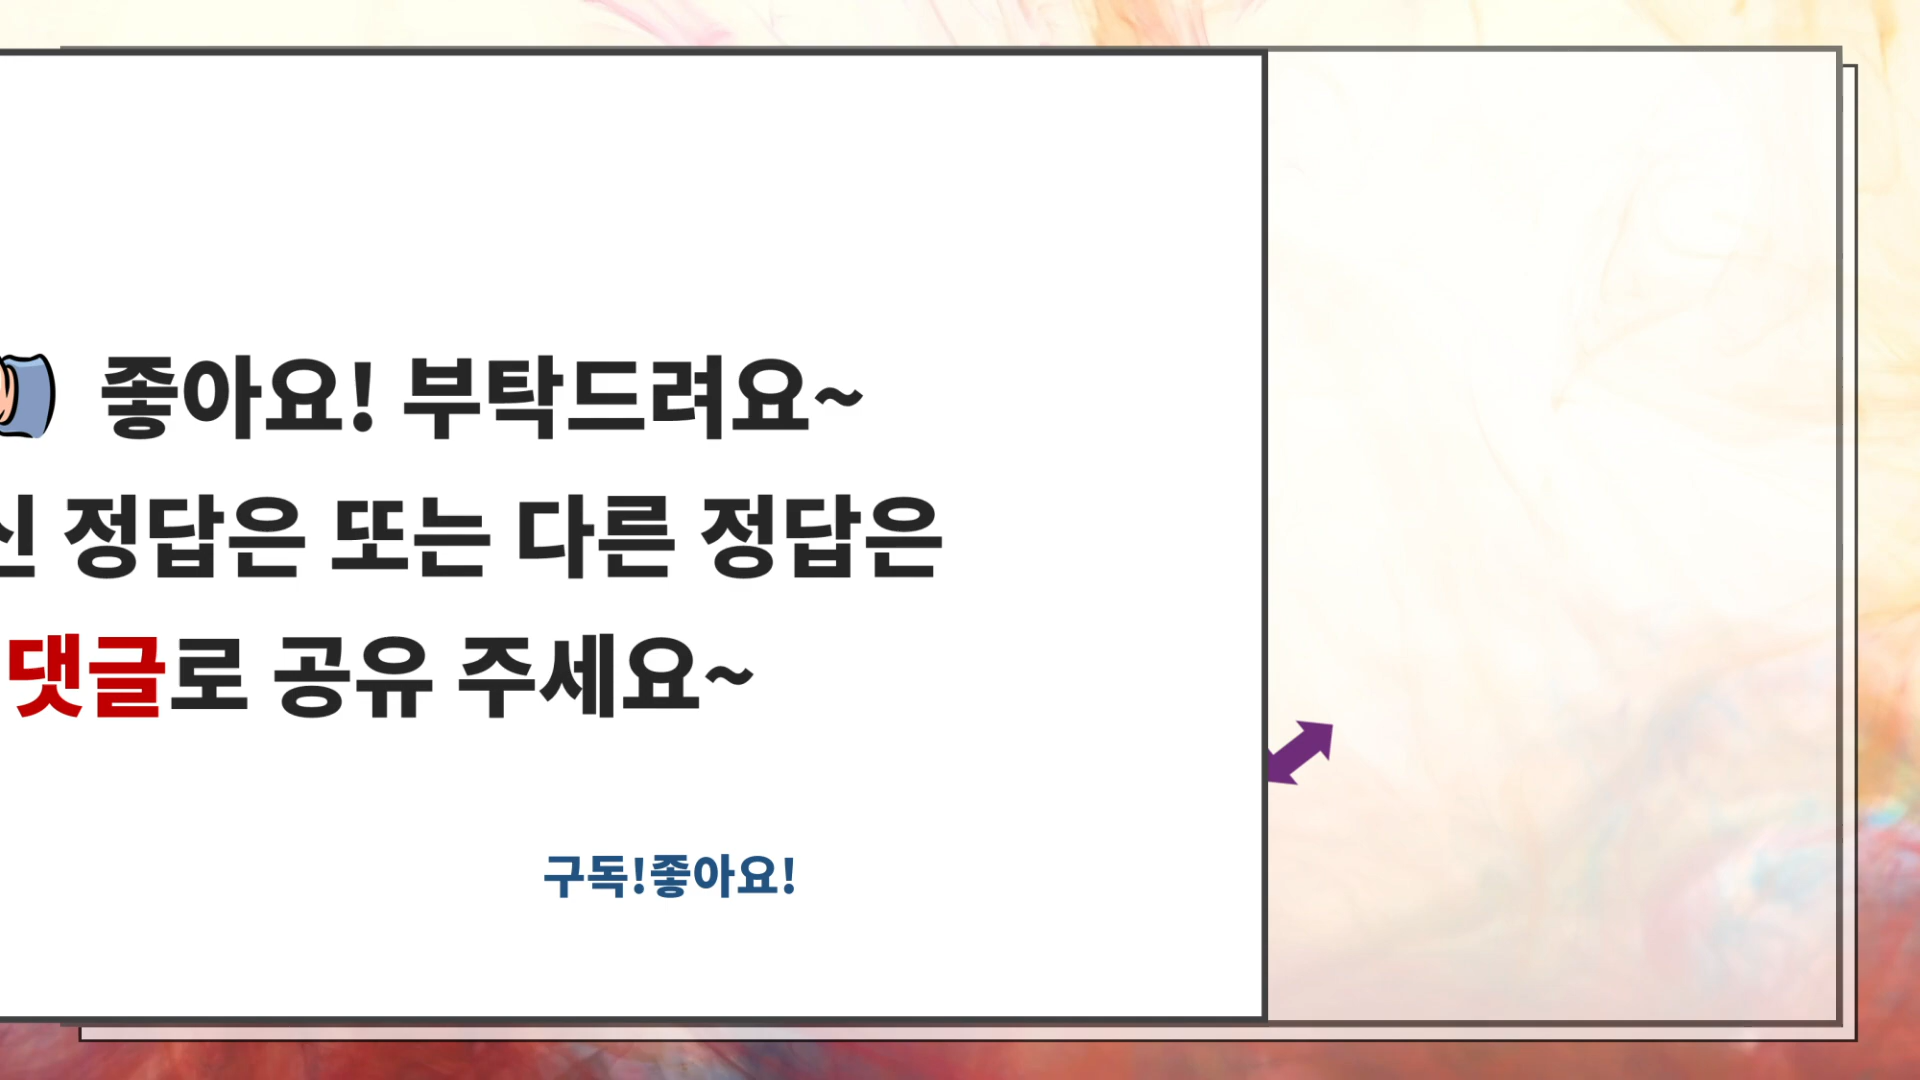 좋아요! 부탁드려요~
정답은 또는 다른 정답은
댓글로 공유 주세요~
구독!좋아요!